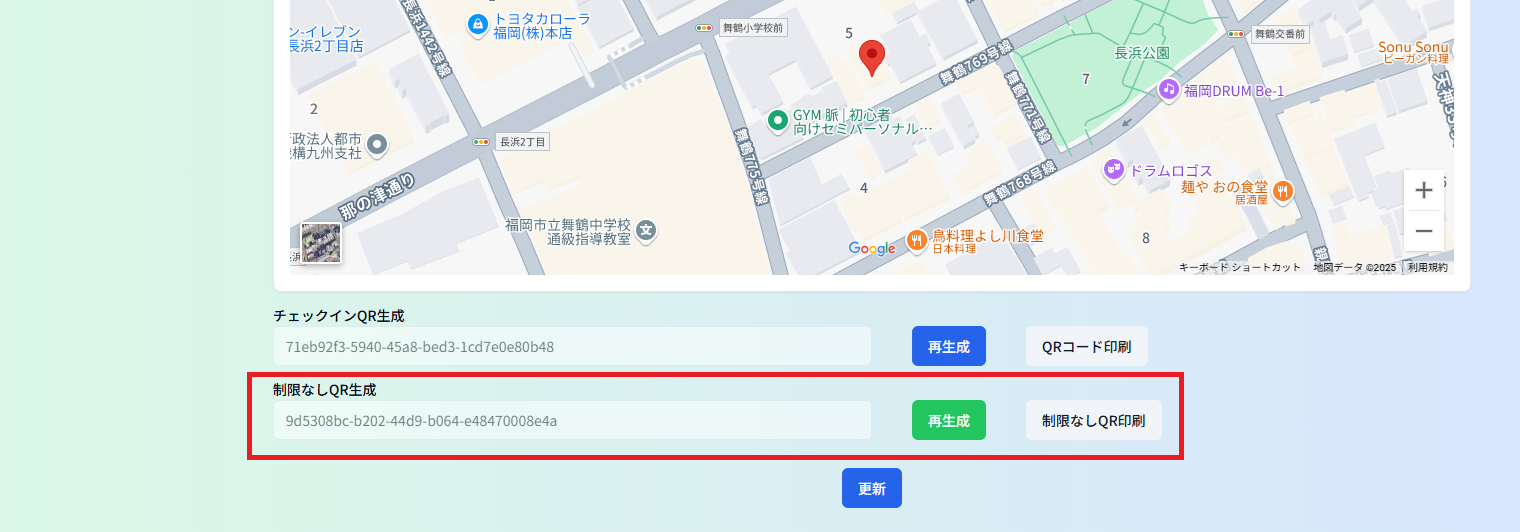 トヨタカローラ
福岡(株)本店
舞鶴小学校前
5
長浜公園
舞鶴交番前
Sonu Sonu
ビーガン料理
ン-イレブン
長浜2丁目店
長浜1442号線
舞鶴769号線
7
福岡DRUM Be-1
2
GYM 脈 | 初心者
向けセミパーソナル…
舞鶴771号線
政法人都市
機構九州支社
長浜2丁目
舞鶴775号線
ドラムロゴス
那の津通り
4
舞鶴768号線
麺や おの食堂
居酒屋
福岡市立舞鶴中学校
通級指導教室
鳥料理よし川食堂
日本料理
8
Google
キーボード ショートカット 地図データ ©2025 利用規約
チェックインQR生成
71eb92f3-5940-45a8-bed3-1cd7e0e80b48 再生成 QRコード印刷
制限なしQR生成
9d5308bc-b202-44d9-b064-e48470008e4a 再生成 制限なしQR印刷
更新